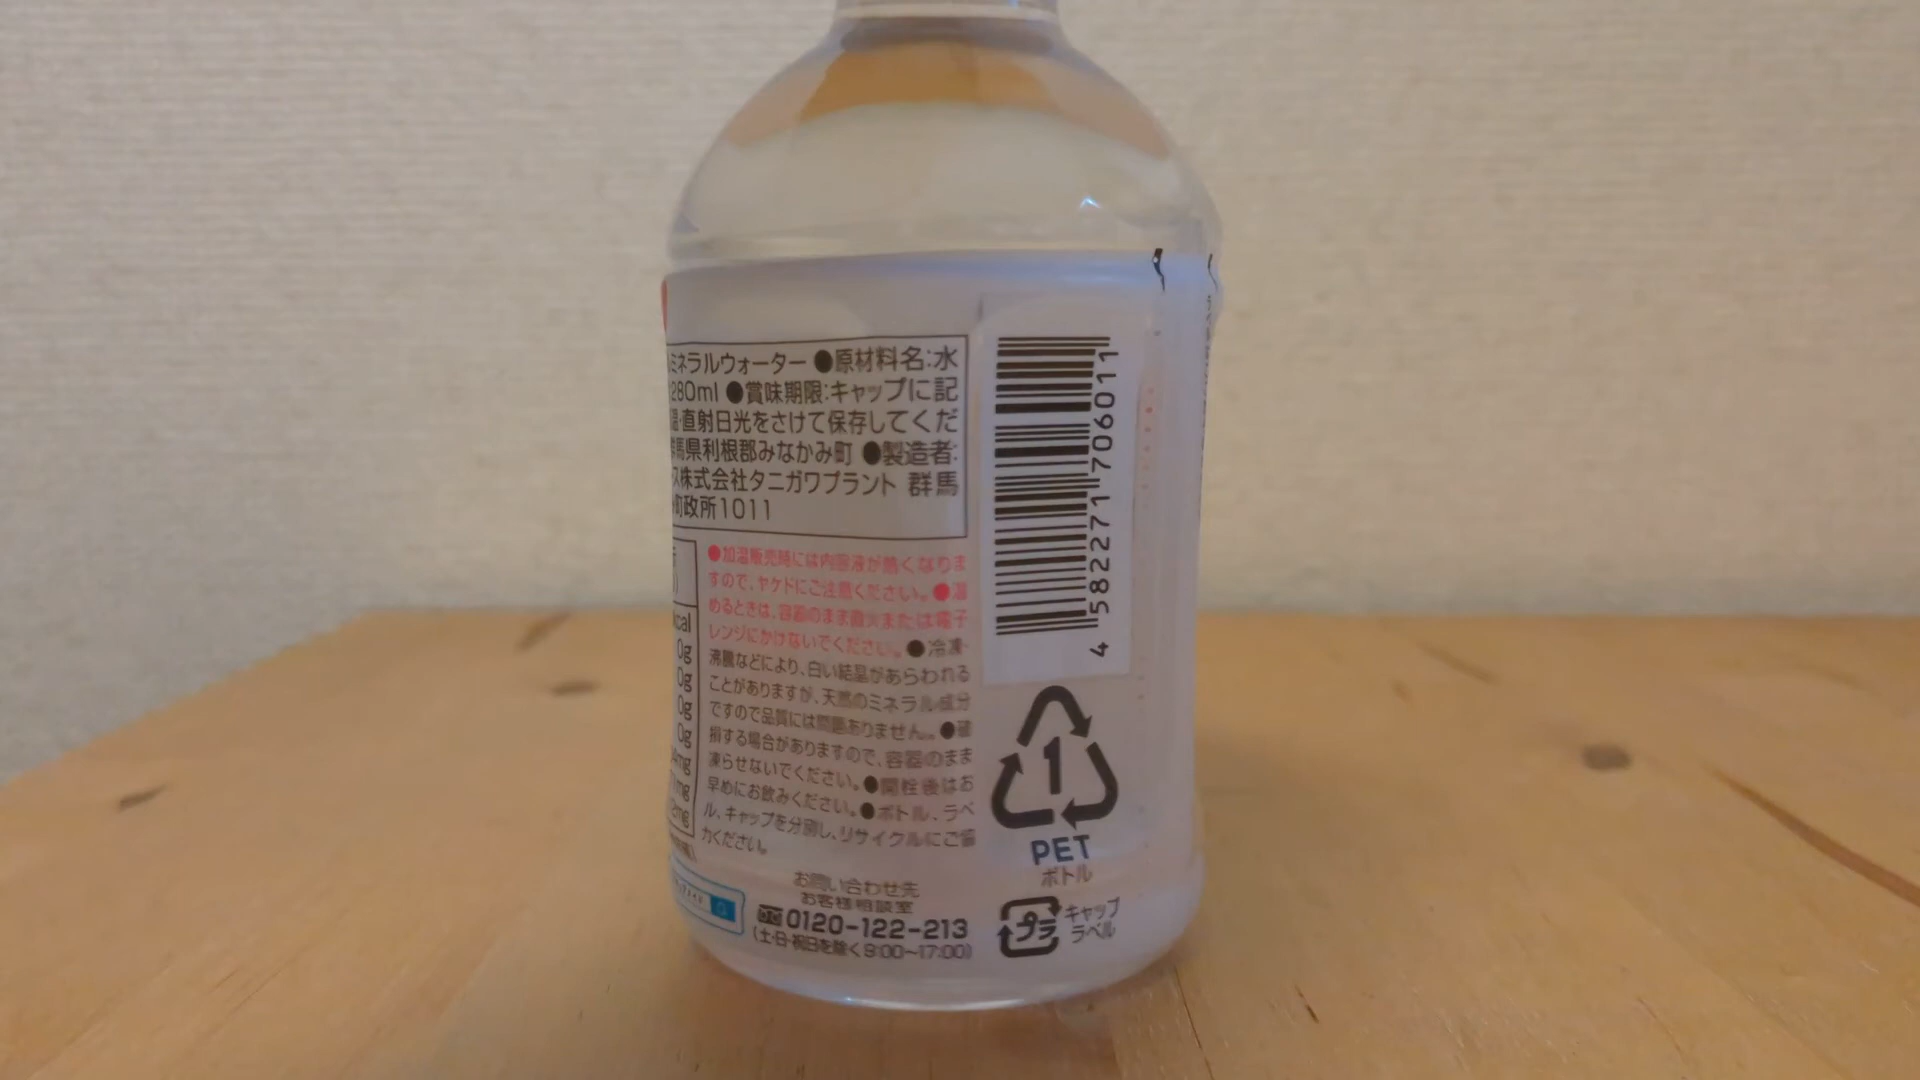 ミネラルウォーター ●原材料名:水
280ml ●賞味期限:キャップに記
温・直射日光をさけて保存してくだ
群馬県利根郡みなかみ町 ●製造者:
ス株式会社タニガワプラント 群馬
町政所1011
●加温販売時には内容液が熱くなりま
すので、ヤケドにご注意ください。●温
めるときは、容器のまま直火または電子
レンジにかけないでください。●冷凍・
沸騰などにより、白い結晶があらわれる
ことがありますが、天然のミネラル成分
ですので品質には問題ありません。●破
損する場合がありますので、容器のまま
凍らせないでください。●開栓後はお
早めにお飲みください。●ボトル、ラベ
ル、キャップを分別し、リサイクルにご協
力ください。
kcal
0g
0g
0g
0g
mg
mg
mg
お問い合わせ先
お客様相談室
0120-122-213
(土・日・祝日を除く9:00〜17:00)
4 582271 706011
1
PET
ボトル
プラ
キャップ
ラベル